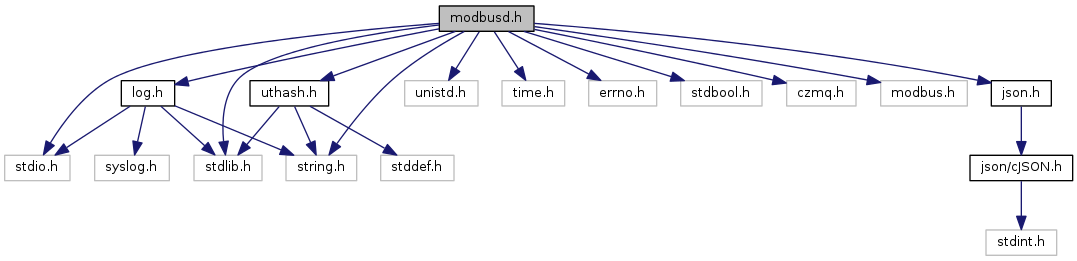 modbusd.h
log.h
uthash.h
unistd.h
time.h
errno.h
stdbool.h
czmq.h
modbus.h
json.h
stdio.h
syslog.h
stdlib.h
string.h
stddef.h
json/cJSON.h
stdint.h